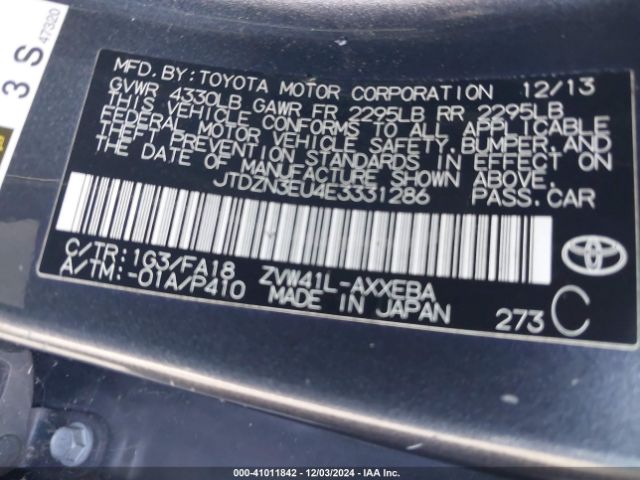 3 S
47320
MFD. BY: TOYOTA MOTOR CORPORATION 12/13
GVWR 4330LB GAWR FR 2295LB RR 2295LB
THIS VEHICLE CONFORMS TO ALL APPLICABLE
FEDERAL MOTOR VEHICLE SAFETY, BUMPER, AND
THEFT PREVENTION STANDARDS IN EFFECT ON
THE DATE OF MANUFACTURE SHOWN ABOVE.
JTDZN3EU4E3331286 PASS.CAR
C/TR: 1G3/FA18 ZVW41L-AXXEBA
A/TM: -01A/P410 MADE IN JAPAN
273 C
TOYOTA
000-41011842 - 12/03/2024 - IAA Inc.